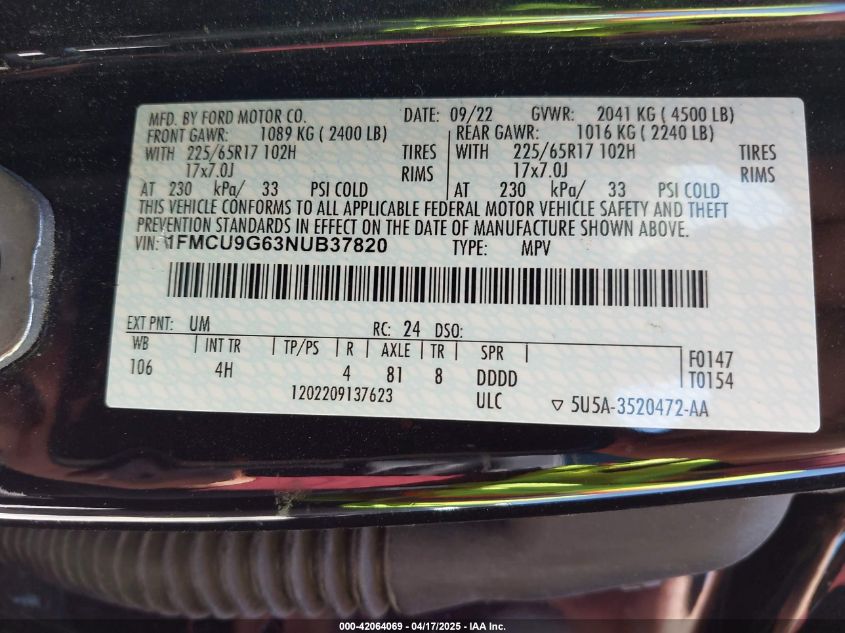 MFD. BY FORD MOTOR CO. DATE: 09/22 GVWR: 2041 KG ( 4500 LB)
FRONT GAWR: 1089 KG ( 2400 LB) REAR GAWR: 1016 KG ( 2240 LB)
WITH 225/65R17 102H TIRES WITH 225/65R17 102H TIRES
17x7.0J RIMS 17x7.0J RIMS
AT 230 kPa/ 33 PSI COLD AT 230 kPa/ 33 PSI COLD
THIS VEHICLE CONFORMS TO ALL APPLICABLE FEDERAL MOTOR VEHICLE SAFETY AND THEFT
PREVENTION STANDARDS IN EFFECT ON THE DATE OF MANUFACTURE SHOWN ABOVE.
VIN: 1FMCU9G63NUB37820 TYPE: MPV
EXT PNT: UM RC: 24 DSO:
WB INT TR TP/PS R AXLE TR SPR F0147
106 4H 4 81 8 DDDD T0154
1202209137623 ULC ▽ 5U5A-3520472-AA
000-42064069 - 04/17/2025 - IAA Inc.